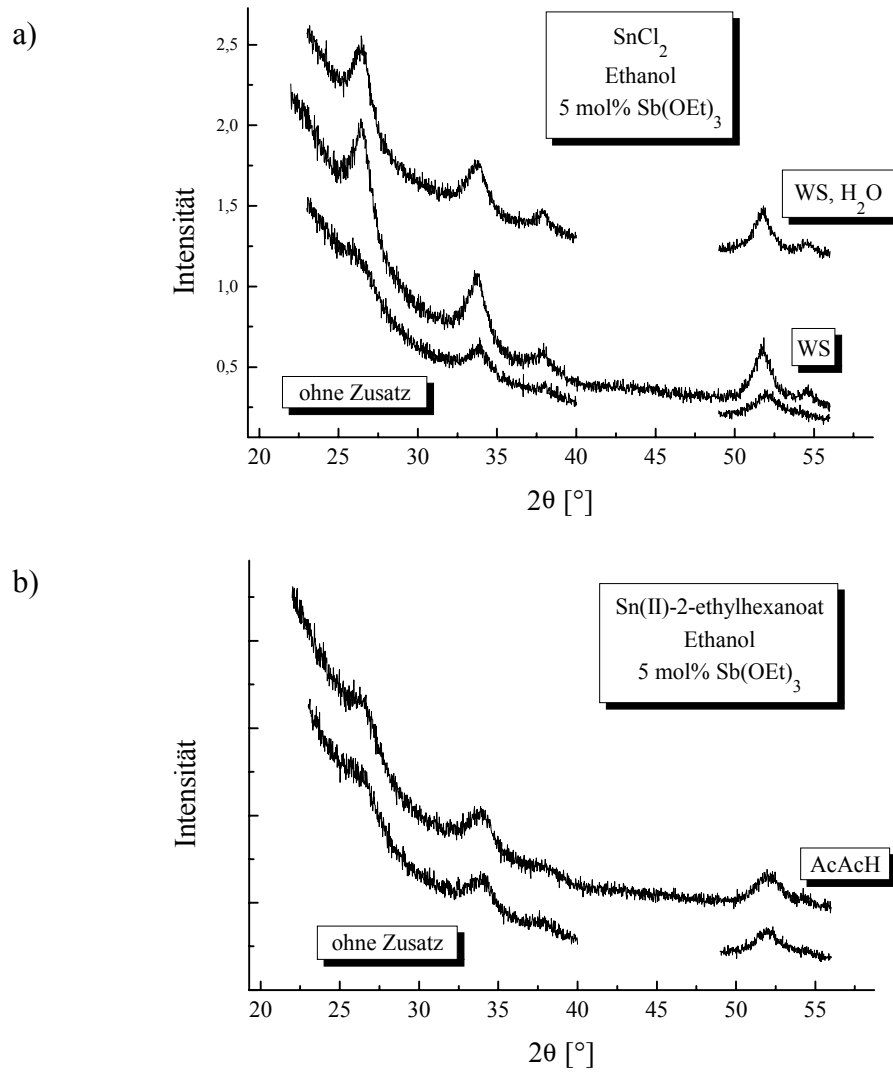 a)
SnCl2
Ethanol
5 mol% Sb(OEt)3
WS, H2O
WS
ohne Zusatz
Intensität
2,5
2,0
1,5
1,0
0,5
20 25 30 35 40 45 50 55
2θ [°]
b)
Sn(II)-2-ethylhexanoat
Ethanol
5 mol% Sb(OEt)3
AcAcH
ohne Zusatz
Intensität
20 25 30 35 40 45 50 55
2θ [°]